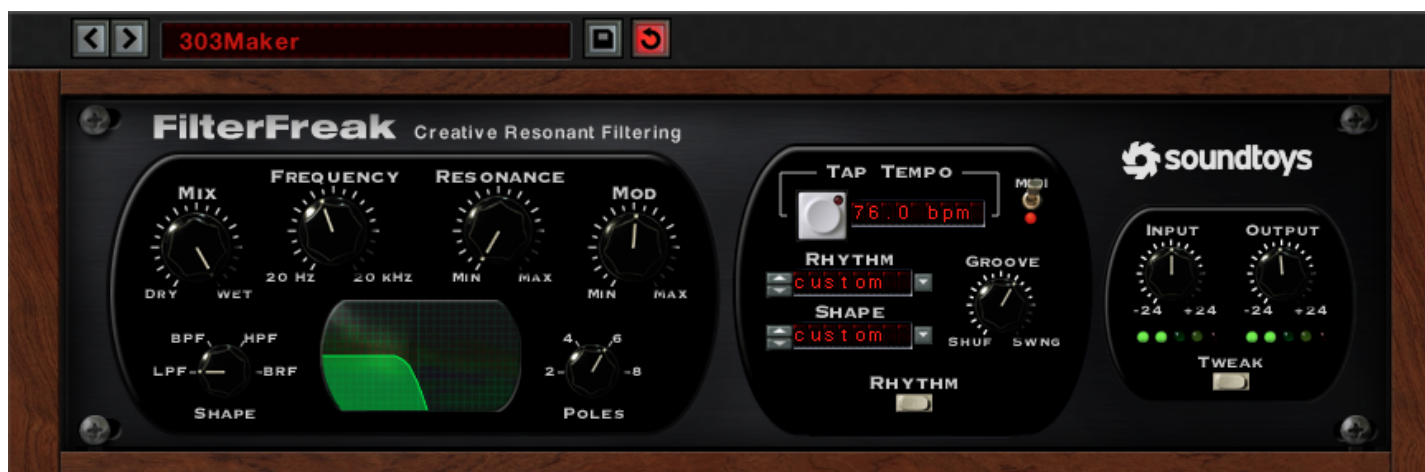 303Maker
FilterFreak Creative Resonant Filtering
soundtoys
MIX
FREQUENCY
RESONANCE
MOD
DRY WET
20 HZ 20 KHZ
MIN MAX
MIN MAX
BPF HPF
LPF BRF
SHAPE
4 6
2 8
POLES
TAP TEMPO
MIDI
76.0 bpm
RHYTHM
custom
GROOVE
SHAPE
custom
SHUF SWNG
RHYTHM
INPUT OUTPUT
-24 +24 -24 +24
TWEAK